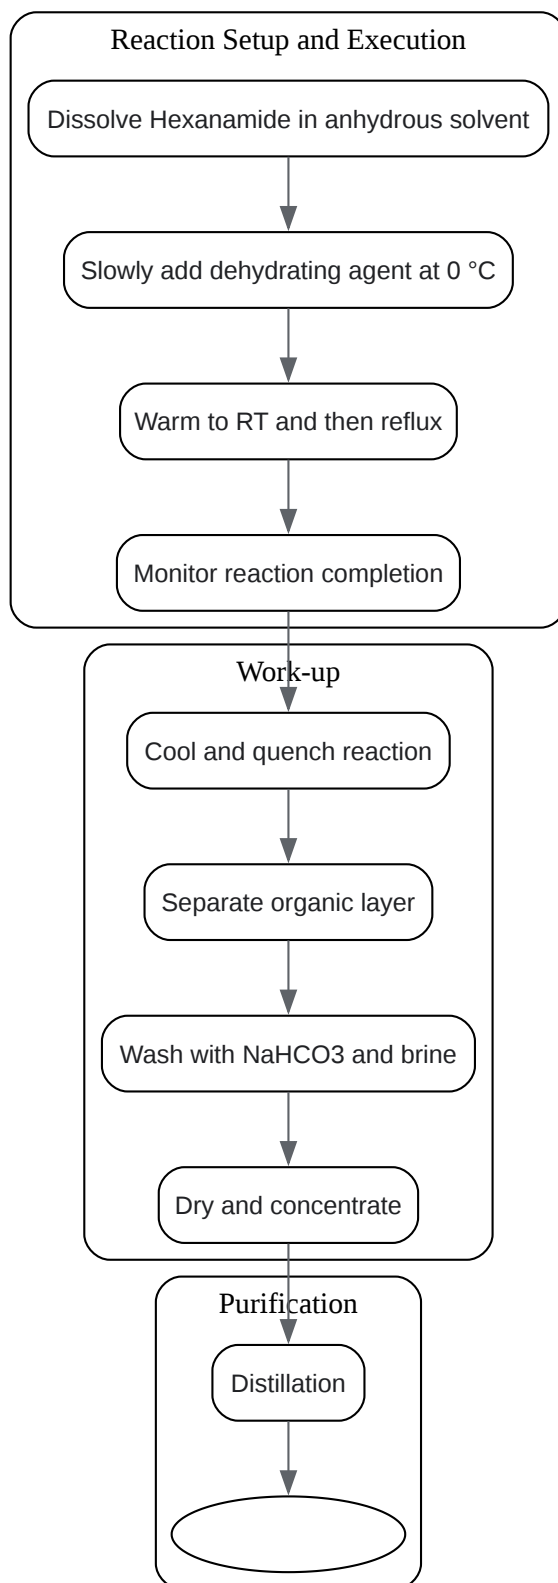 Reaction Setup and Execution
Dissolve Hexanamide in anhydrous solvent
Slowly add dehydrating agent at 0 °C
Warm to RT and then reflux
Monitor reaction completion
Work-up
Cool and quench reaction
Separate organic layer
Wash with NaHCO3 and brine
Dry and concentrate
Purification
Distillation